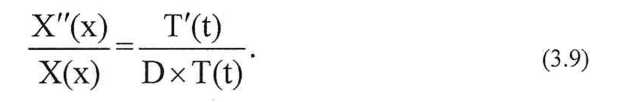 X″(x)/X(x) = T′(t)/(D×T(t)). (3.9)